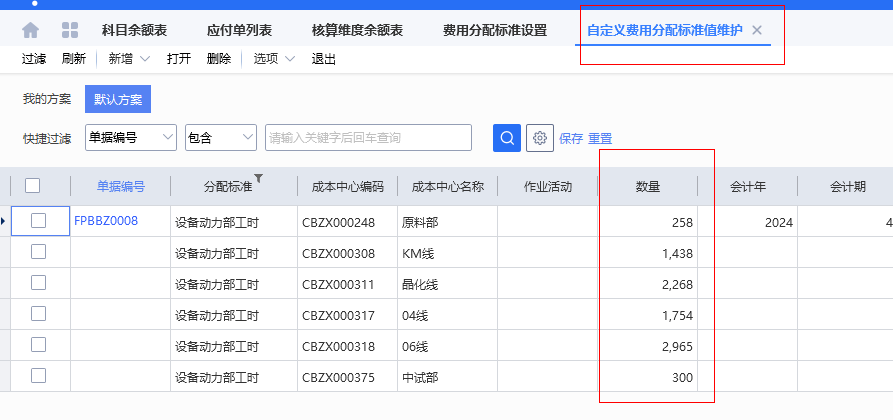 科目余额表 应付单列表 核算维度余额表 费用分配标准设置 自定义费用分配标准值维护
过滤 刷新 新增 打开 删除 选项 退出
我的方案 默认方案
快捷过滤 单据编号 包含 请输入关键字后回车查询 保存 重置
单据编号 分配标准 成本中心编码 成本中心名称 作业活动 数量 会计年 会计期
FPBBZ0008 设备动力部工时 CBZX000248 原料部 258 2024 4
设备动力部工时 CBZX000308 KM线 1,438
设备动力部工时 CBZX000311 晶化线 2,268
设备动力部工时 CBZX000317 04线 1,754
设备动力部工时 CBZX000318 06线 2,965
设备动力部工时 CBZX000375 中试部 300